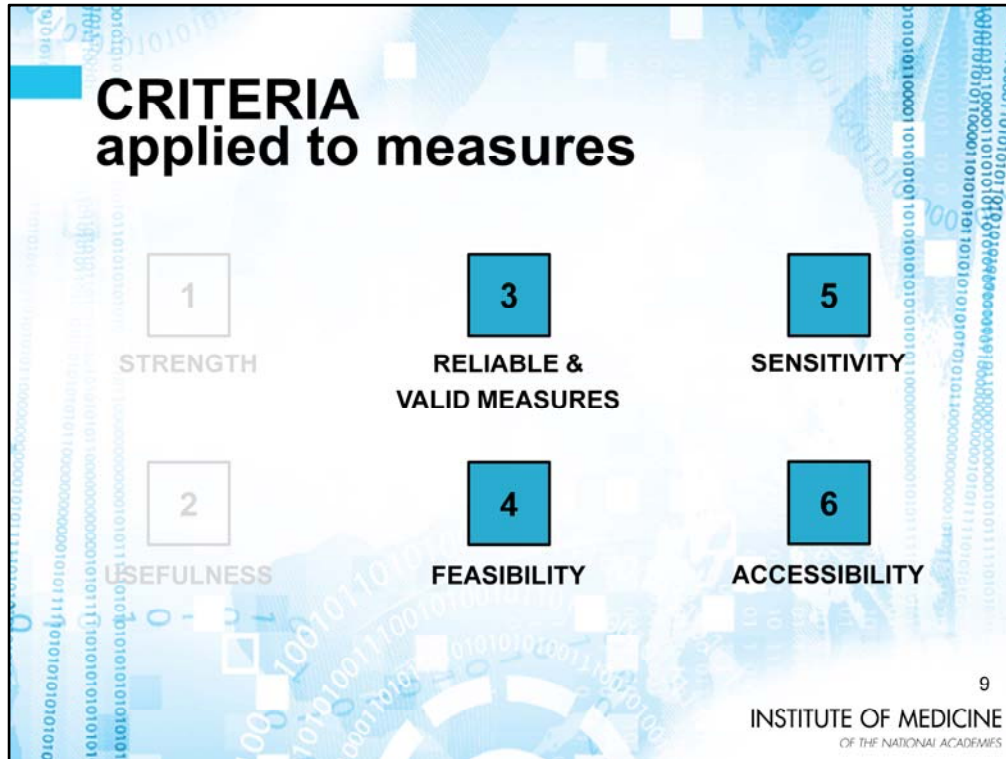 CRITERIA
applied to measures
1
STRENGTH
2
USEFULNESS
3
RELIABLE &
VALID MEASURES
4
FEASIBILITY
5
SENSITIVITY
6
ACCESSIBILITY
9
INSTITUTE OF MEDICINE
OF THE NATIONAL ACADEMIES